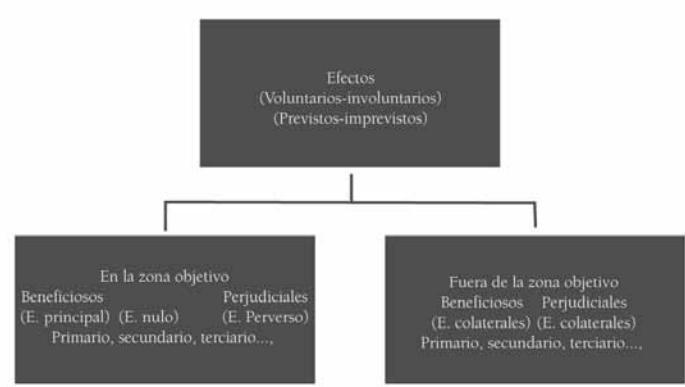 Efectos
(Voluntarios-involuntarios)
(Previstos-imprevistos)
En la zona objetivo
Beneficiosos Perjudiciales
(E. principal) (E. nulo) (E. Perverso)
Primario, secundario, terciario...,
Fuera de la zona objetivo
Beneficiosos Perjudiciales
(E. colaterales) (E. colaterales)
Primario, secundario, terciario...,